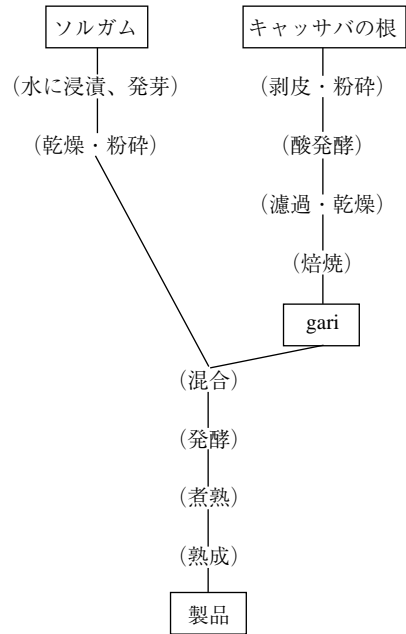 ソルガム
キャッサバの根
(水に浸漬、発芽)
(剥皮・粉砕)
(乾燥・粉砕)
(酸発酵)
(濾過・乾燥)
(焙焼)
gari
(混合)
(発酵)
(煮熟)
(熟成)
製品